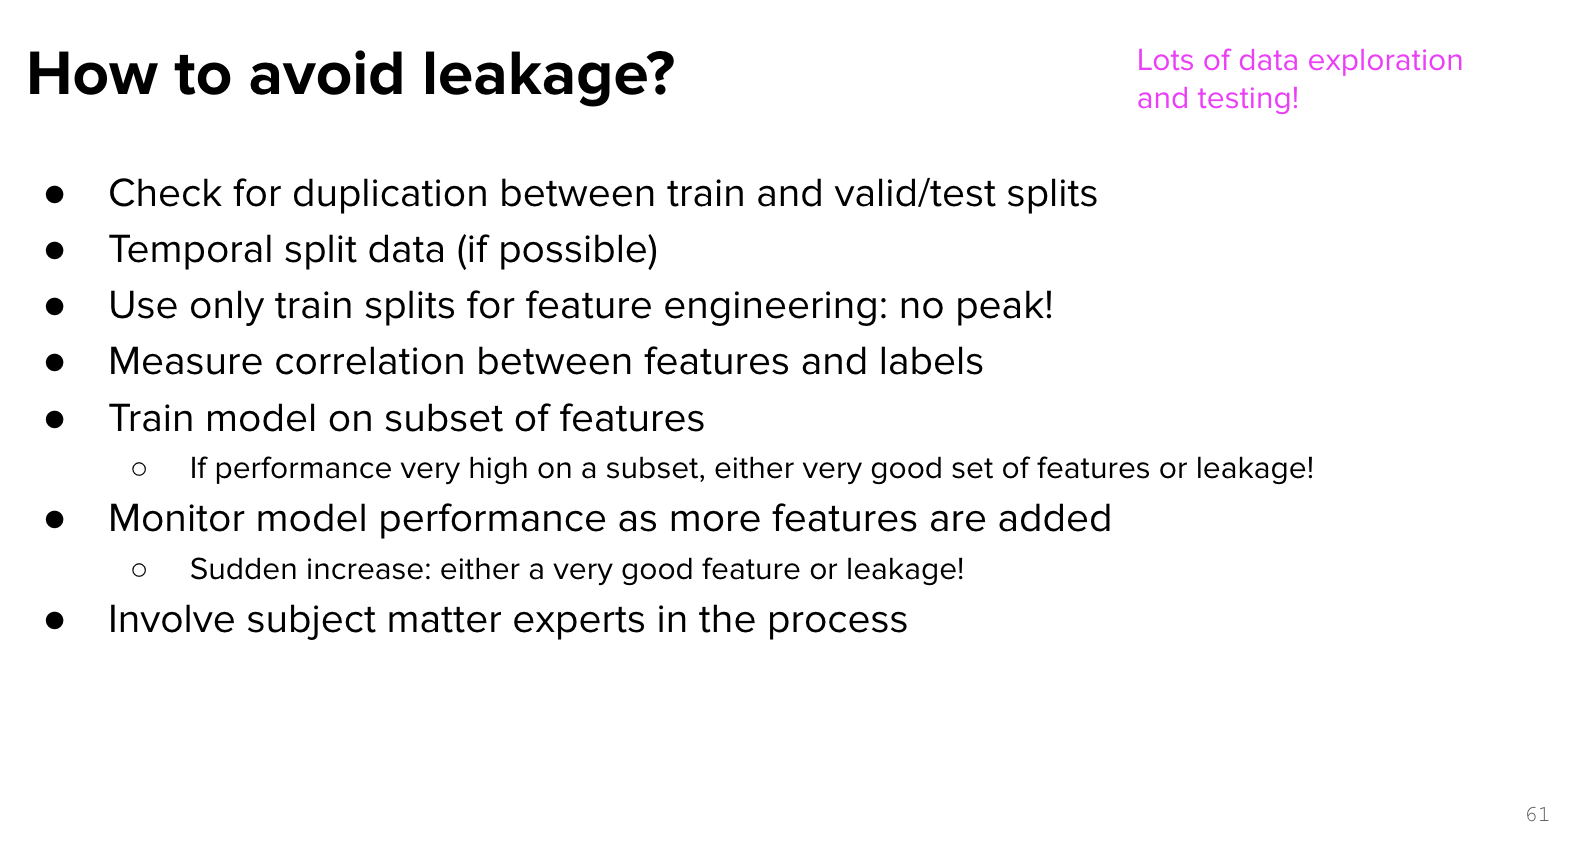 How to avoid leakage?
Lots of data exploration
and testing!
● Check for duplication between train and valid/test splits
● Temporal split data (if possible)
● Use only train splits for feature engineering: no peak!
● Measure correlation between features and labels
● Train model on subset of features
○ If performance very high on a subset, either very good set of features or leakage!
● Monitor model performance as more features are added
○ Sudden increase: either a very good feature or leakage!
● Involve subject matter experts in the process
61